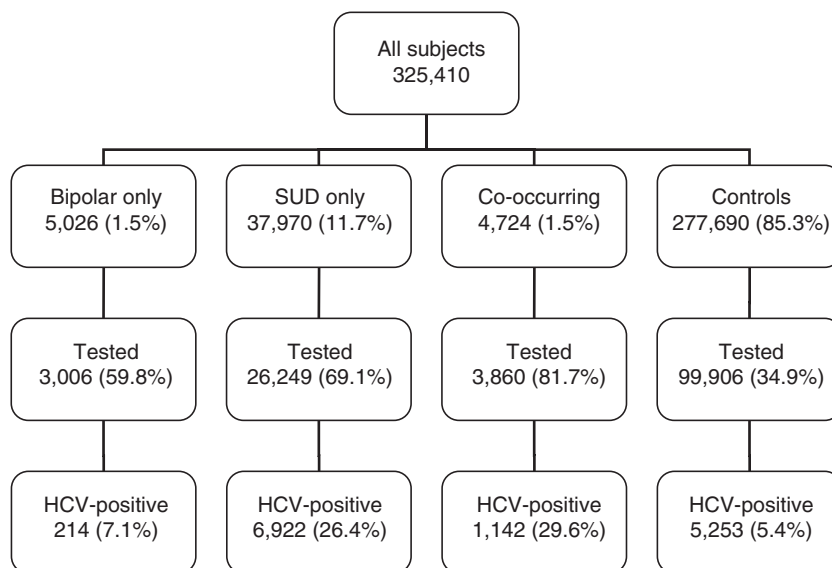 All subjects
325,410
Bipolar only
5,026 (1.5%)
SUD only
37,970 (11.7%)
Co-occurring
4,724 (1.5%)
Controls
277,690 (85.3%)
Tested
3,006 (59.8%)
Tested
26,249 (69.1%)
Tested
3,860 (81.7%)
Tested
99,906 (34.9%)
HCV-positive
214 (7.1%)
HCV-positive
6,922 (26.4%)
HCV-positive
1,142 (29.6%)
HCV-positive
5,253 (5.4%)